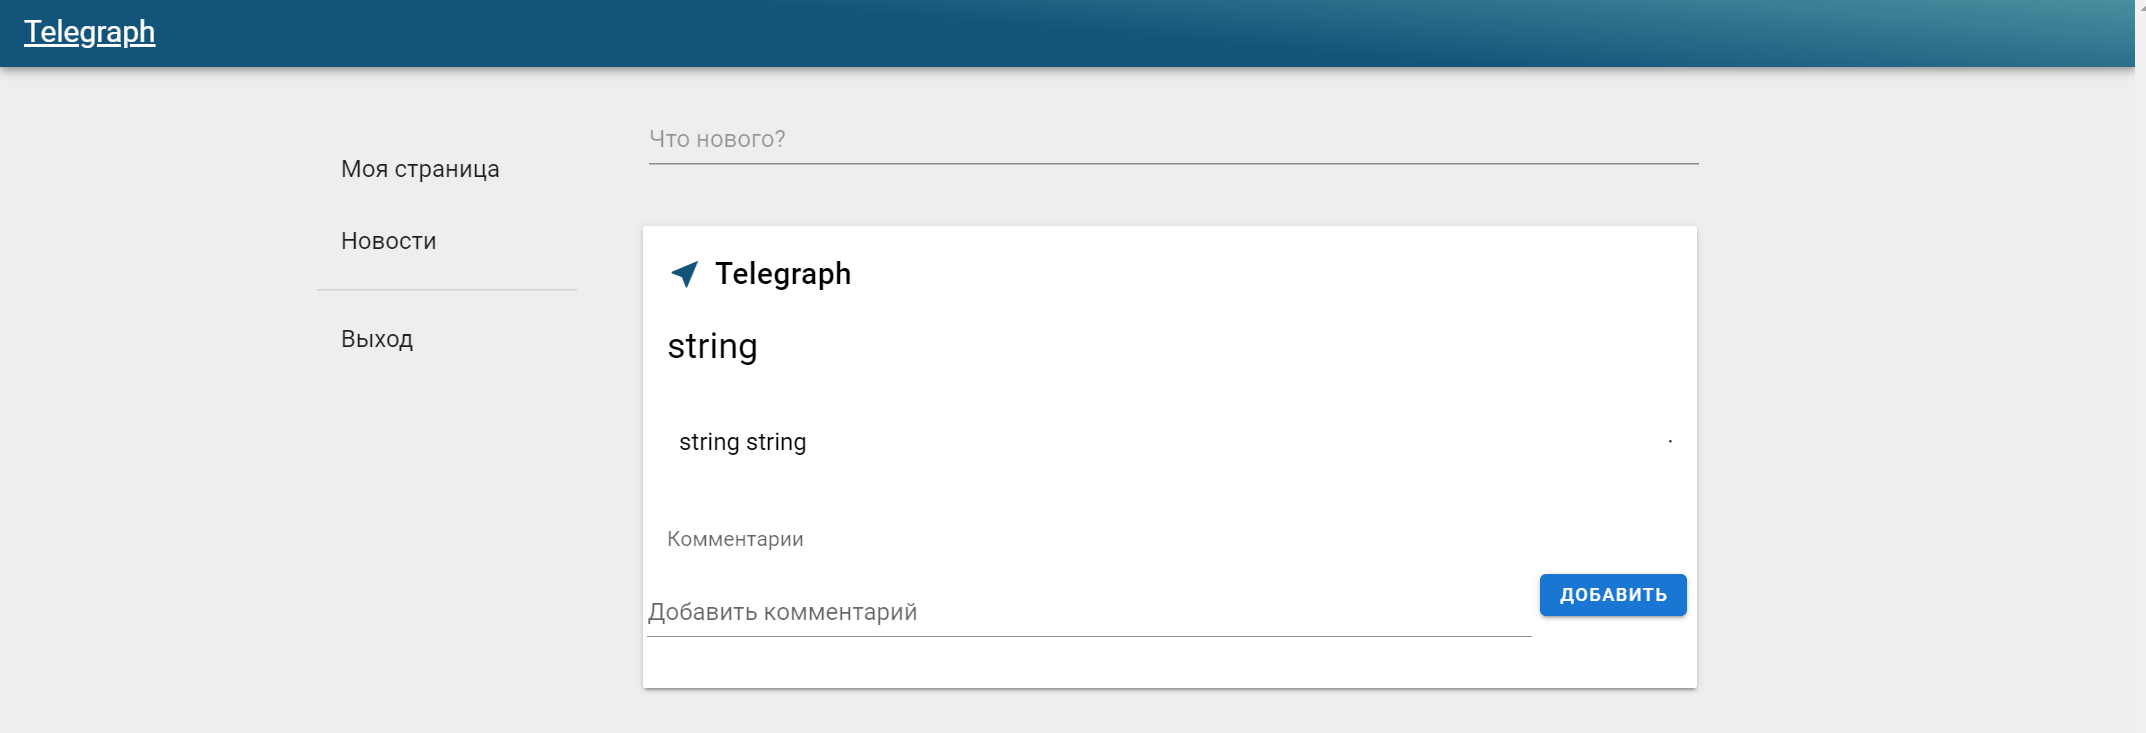 Telegraph
Моя страница
Новости
Выход
Что нового?
Telegraph
string
string string
·
Комментарии
Добавить комментарий
ДОБАВИТЬ